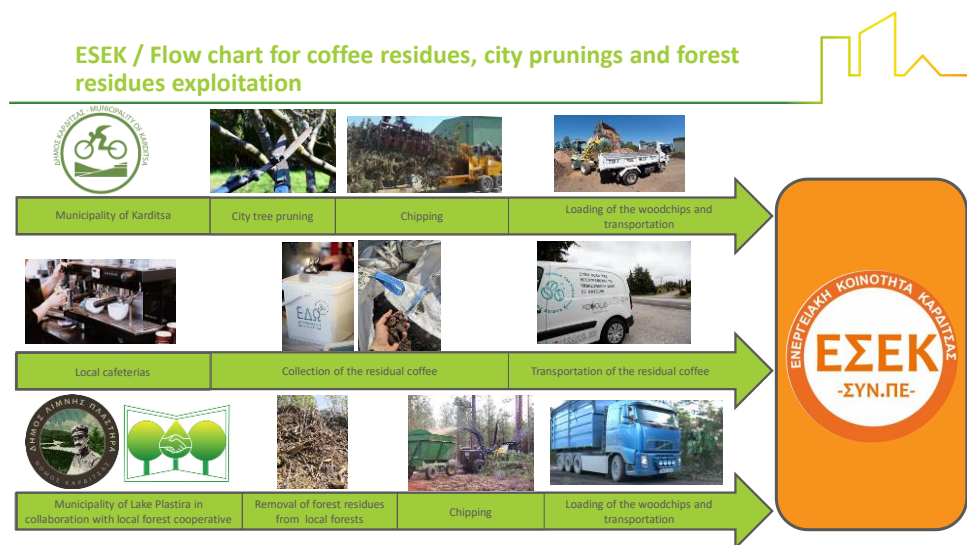 ESEK / Flow chart for coffee residues, city prunings and forest
residues exploitation
ΔΗΜΟΣ ΚΑΡΔΙΤΣΑΣ - MUNICIPALITY OF KARDITSA
Municipality of Karditsa
City tree pruning
Chipping
Loading of the woodchips and
transportation
ΕΔΩ
Local cafeterias
Collection of the residual coffee
Transportation of the residual coffee
ΔΗΜΟΣ ΛΙΜΝΗΣ ΠΛΑΣΤΗΡΑ
ΝΟΜΟΣ ΚΑΡΔΙΤΣΑΣ
Municipality of Lake Plastira in
collaboration with local forest cooperative
Removal of forest residues
from local forests
Chipping
Loading of the woodchips and
transportation
ΕΝΕΡΓΕΙΑΚΗ ΚΟΙΝΟΤΗΤΑ ΚΑΡΔΙΤΣΑΣ
ΕΣΕΚ
-ΣΥΝ.ΠΕ-